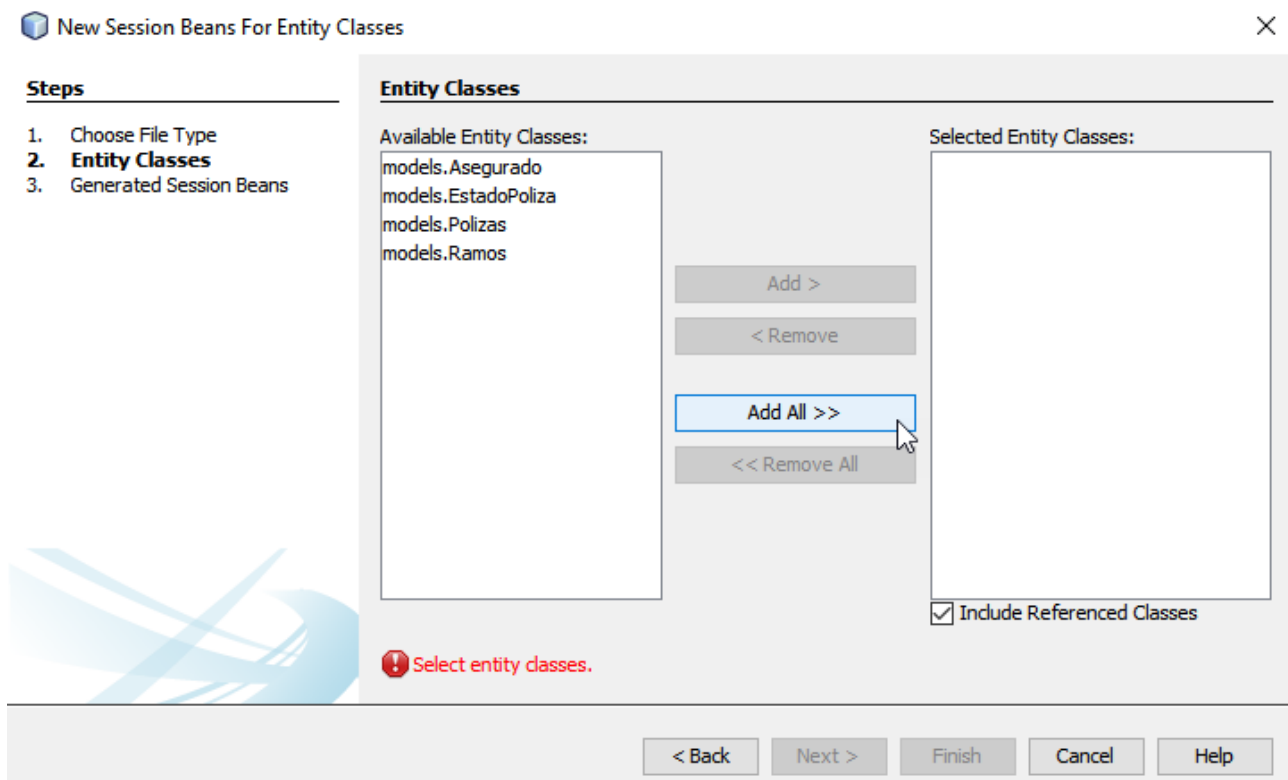 New Session Beans For Entity Classes
Steps
1. Choose File Type
2. Entity Classes
3. Generated Session Beans
Entity Classes
Available Entity Classes:
models.Asegurado
models.EstadoPoliza
models.Polizas
models.Ramos
Add >
< Remove
Add All >>
<< Remove All
Selected Entity Classes:
Include Referenced Classes
Select entity classes.
< Back
Next >
Finish
Cancel
Help